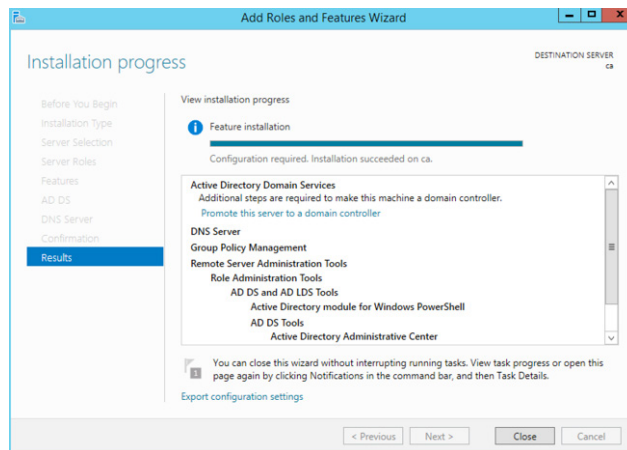 Add Roles and Features Wizard
Installation progress
DESTINATION SERVER
ca
Before You Begin
Installation Type
Server Selection
Server Roles
Features
AD DS
DNS Server
Confirmation
Results
View installation progress
Feature installation
Configuration required. Installation succeeded on ca.
Active Directory Domain Services
Additional steps are required to make this machine a domain controller.
Promote this server to a domain controller
DNS Server
Group Policy Management
Remote Server Administration Tools
Role Administration Tools
AD DS and AD LDS Tools
Active Directory module for Windows PowerShell
AD DS Tools
Active Directory Administrative Center
1
You can close this wizard without interrupting running tasks. View task progress or open this
page again by clicking Notifications in the command bar, and then Task Details.
Export configuration settings
< Previous
Next >
Close
Cancel